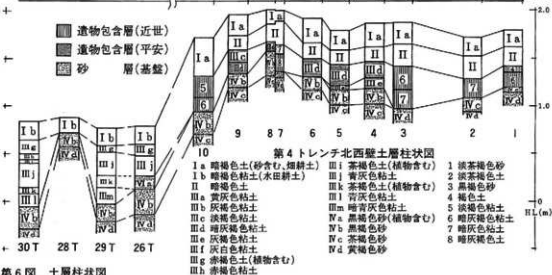 遺物包含層(近世)
遺物包含層(平安)
砂 層(基盤)
2.0
1.0
0
HL(m)
10 9 8 7 6 5 4 3 2 1
30T 28T 29T 26T
第4トレンチ北西壁土層柱状図
Ⅰa 暗褐色土(砂含む,畑耕土)
Ⅰb 暗褐色粘土(水田耕土)
Ⅱ 暗褐色土
Ⅲa 黄灰色粘土
Ⅲb 灰褐色粘土
Ⅲc 淡褐色粘土
Ⅲd 暗灰褐色粘土
Ⅲe 灰褐色粘土
Ⅲf 灰白色粘土
Ⅲg 赤褐色土(植物含む)
Ⅲh 赤褐色粘土
Ⅲi 茶褐色土(植物含む)
Ⅲj 青灰色粘土
Ⅲk 茶褐色土(植物含む)
Ⅲl 青灰色粘土
Ⅲm 暗青灰色粘土
Ⅳa 黒褐色砂(植物含む)
Ⅳb 黒褐色砂
Ⅳc 茶褐色砂
Ⅳd 黄褐色砂
1 淡茶褐色砂
2 茶褐色土
3 黒褐色砂
4 褐色土
5 淡褐色粘土
6 暗灰褐色粘土
7 暗灰色粘土
8 暗灰褐土
第6図 土層柱状図